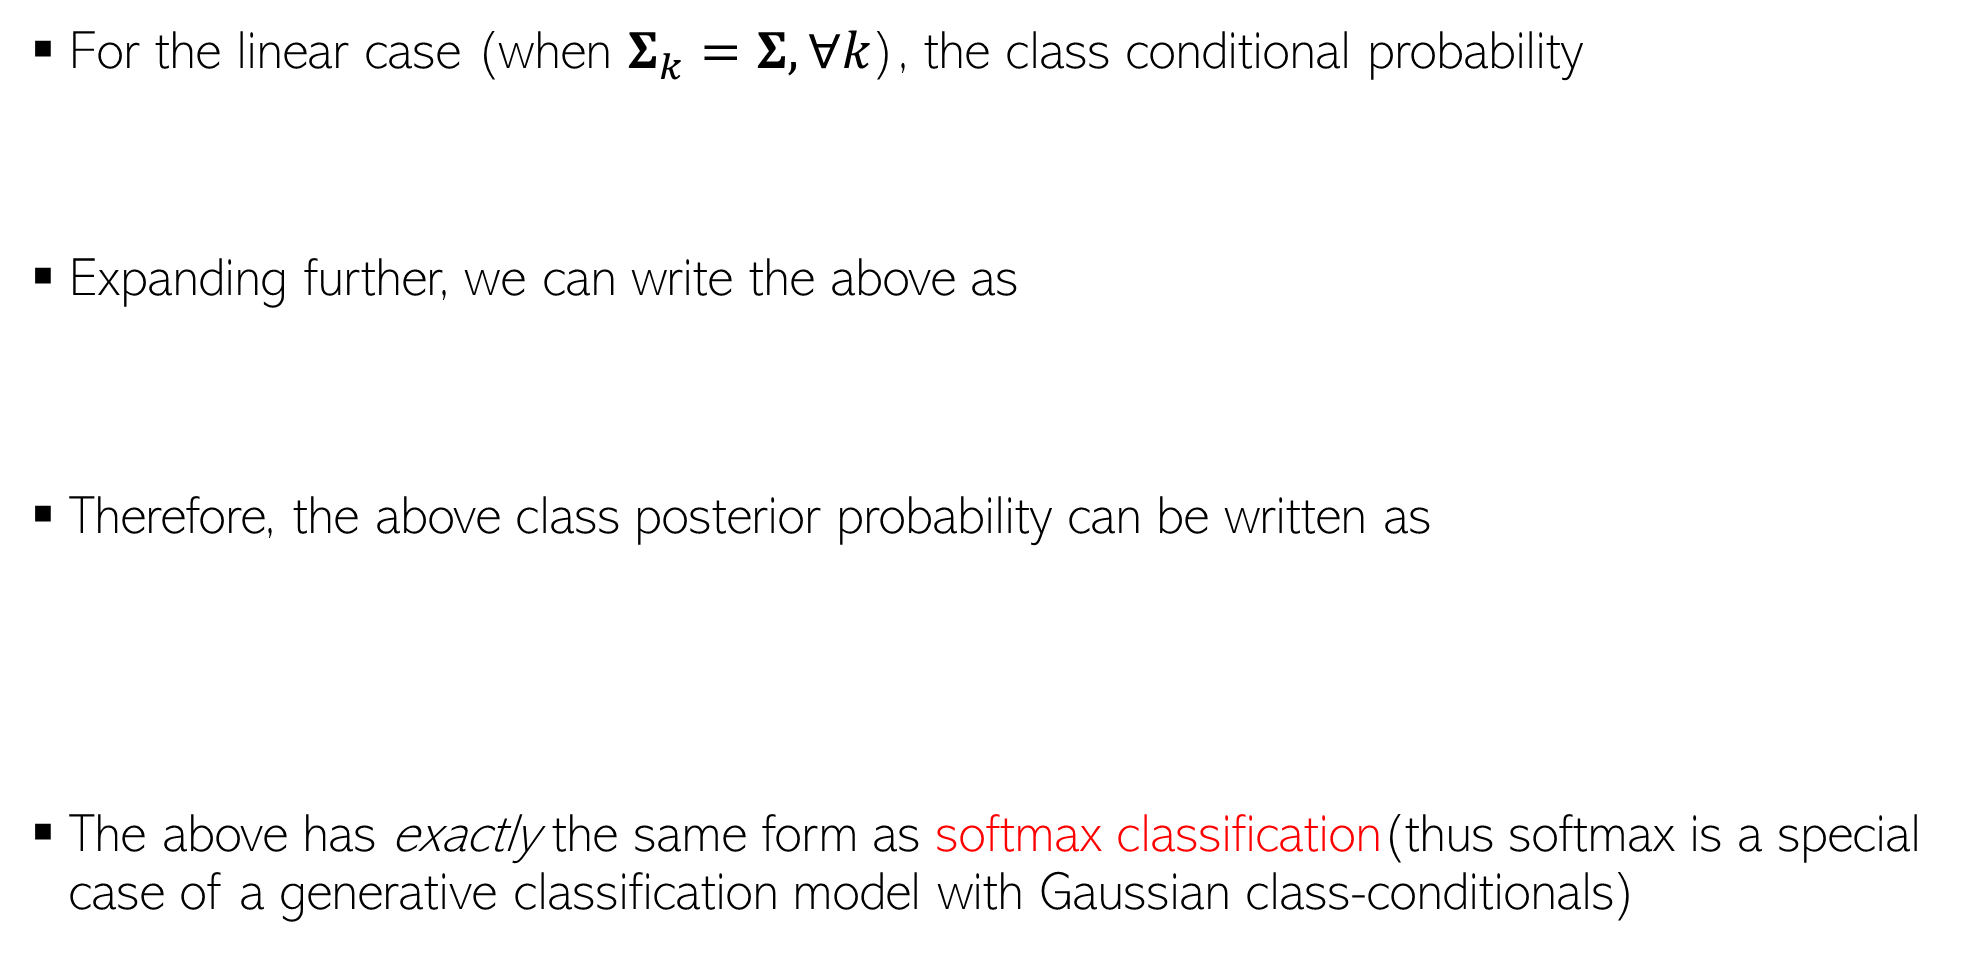 ▪ For the linear case (when 𝚺ₖ = 𝚺, ∀𝑘), the class conditional probability
▪ Expanding further, we can write the above as
▪ Therefore, the above class posterior probability can be written as
▪ The above has exactly the same form as softmax classification (thus softmax is a special
case of a generative classification model with Gaussian class-conditionals)